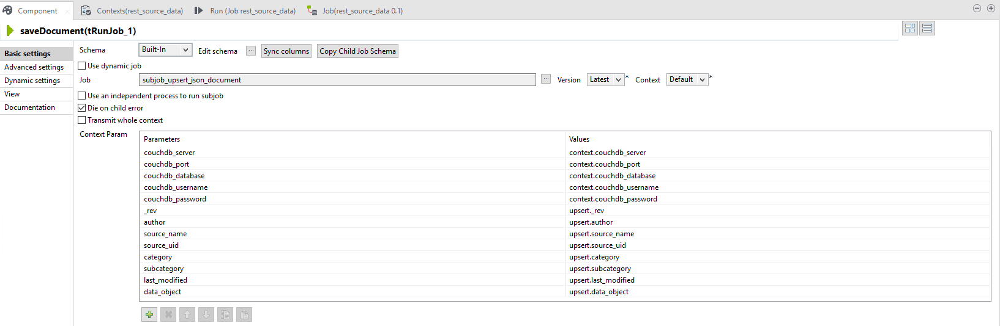 Component Contexts(rest_source_data) Run (Job rest_source_data) Job(rest_source_data 0.1)
saveDocument(tRunJob_1)
Basic settings
Advanced settings
Dynamic settings
View
Documentation
Schema Built-In Edit schema ... Sync columns Copy Child Job Schema
Use dynamic job
Job subjob_upsert_json_document ... Version Latest * Context Default *
Use an independent process to run subjob
Die on child error
Transmit whole context
Context Param
Parameters Values
couchdb_server context.couchdb_server
couchdb_port context.couchdb_port
couchdb_database context.couchdb_database
couchdb_username context.couchdb_username
couchdb_password context.couchdb_password
_rev upsert._rev
author upsert.author
source_name upsert.source_name
source_uid upsert.source_uid
category upsert.category
subcategory upsert.subcategory
last_modified upsert.last_modified
data_object upsert.data_object